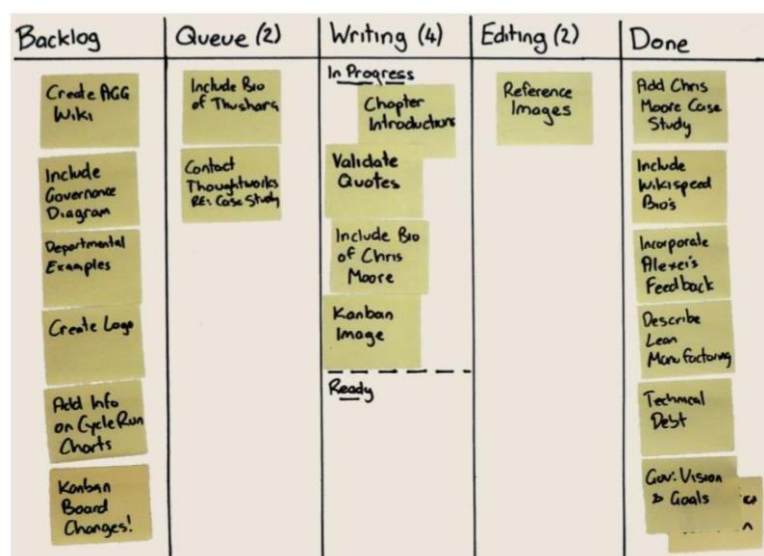 Backlog
Create AGG
Wiki
Include
Governance
Diagram
Departmental
Examples
Create Logo
Add Info
on Cycle Run
Charts
Kanban
Board
Changes!
Queue (2)
Include Bio
of Thushara
Contact
Thoughtworks
RE: Case Study
Writing (4)
In Progress
Chapter
Introductions
Validate
Quotes
Include Bio
of Chris
Moore
Kanban
Image
Ready
Editing (2)
Reference
Images
Done
Add Chris
Moore Case
Study
Include
Wikispeed
Bio's
Incorporate
Alexei's
Feedback
Describe
Lean
Manufactoring
Technical
Debt
Gov. Vision
& Goals